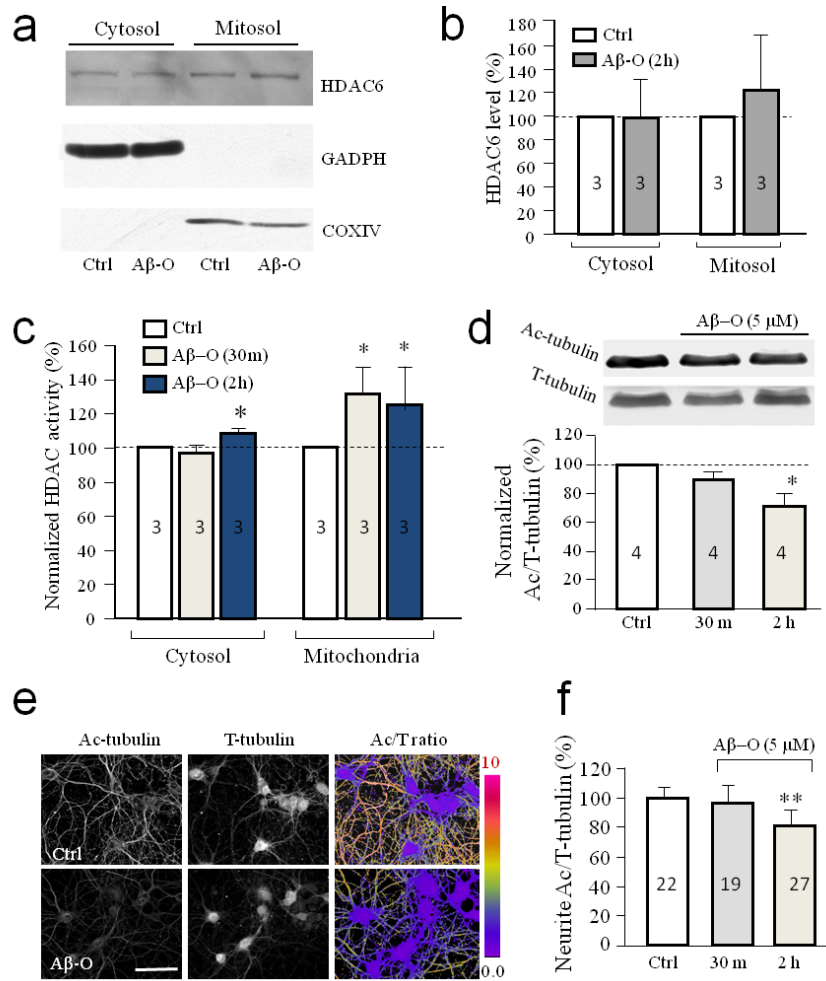 a
Cytosol Mitosol
HDAC6
GADPH
COXIV
Ctrl Aβ-O Ctrl Aβ-O
b
HDAC6 level (%)
180
160
140
120
100
80
60
40
20
0
Ctrl
Aβ-O (2h)
3 3 3 3
Cytosol Mitosol
c
Normalized HDAC activity (%)
160
140
120
100
80
60
40
20
0
Ctrl
Aβ–O (30m)
Aβ–O (2h)
* * *
3 3 3 3 3 3
Cytosol Mitochondria
d
Aβ–O (5 μM)
Ac-tubulin
T-tubulin
Normalized
Ac/T-tubulin (%)
120
100
80
60
40
20
0
*
4 4 4
Ctrl 30 m 2 h
e
Ac-tubulin T-tubulin Ac/T ratio
10
Ctrl
Aβ-O
0.0
f
Neurite Ac/T-tubulin (%)
Aβ–O (5 μM)
120
100
80
60
40
20
0
**
22 19 27
Ctrl 30 m 2 h